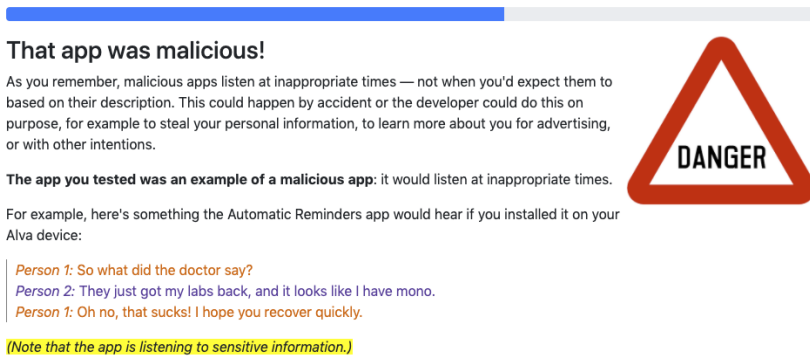 That app was malicious!
As you remember, malicious apps listen at inappropriate times — not when you'd expect them to
based on their description. This could happen by accident or the developer could do this on
purpose, for example to steal your personal information, to learn more about you for advertising,
or with other intentions.
DANGER
The app you tested was an example of a malicious app: it would listen at inappropriate times.
For example, here's something the Automatic Reminders app would hear if you installed it on your
Alva device:
Person 1: So what did the doctor say?
Person 2: They just got my labs back, and it looks like I have mono.
Person 1: Oh no, that sucks! I hope you recover quickly.
(Note that the app is listening to sensitive information.)